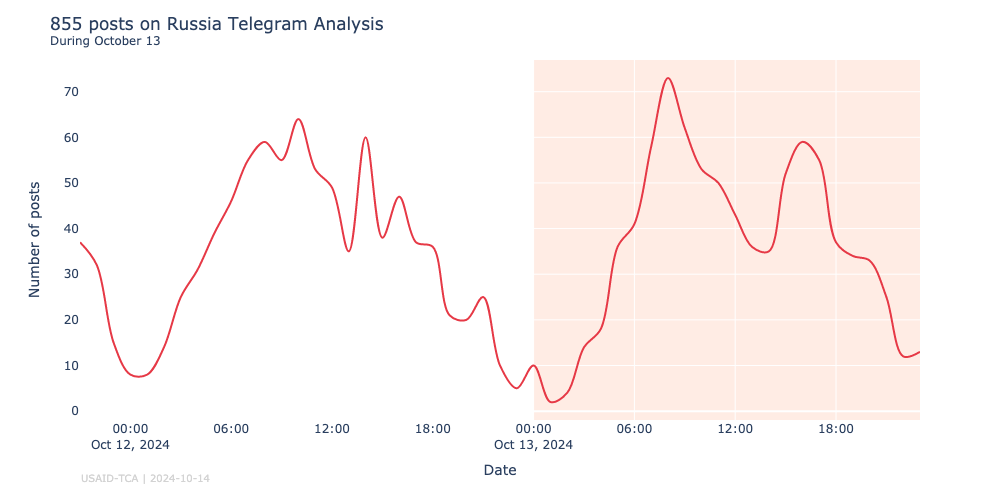 855 posts on Russia Telegram Analysis
During October 13
Number of posts
70
60
50
40
30
20
10
0
00:00 06:00 12:00 18:00 00:00 06:00 12:00 18:00
Oct 12, 2024 Oct 13, 2024
Date
USAID-TCA | 2024-10-14